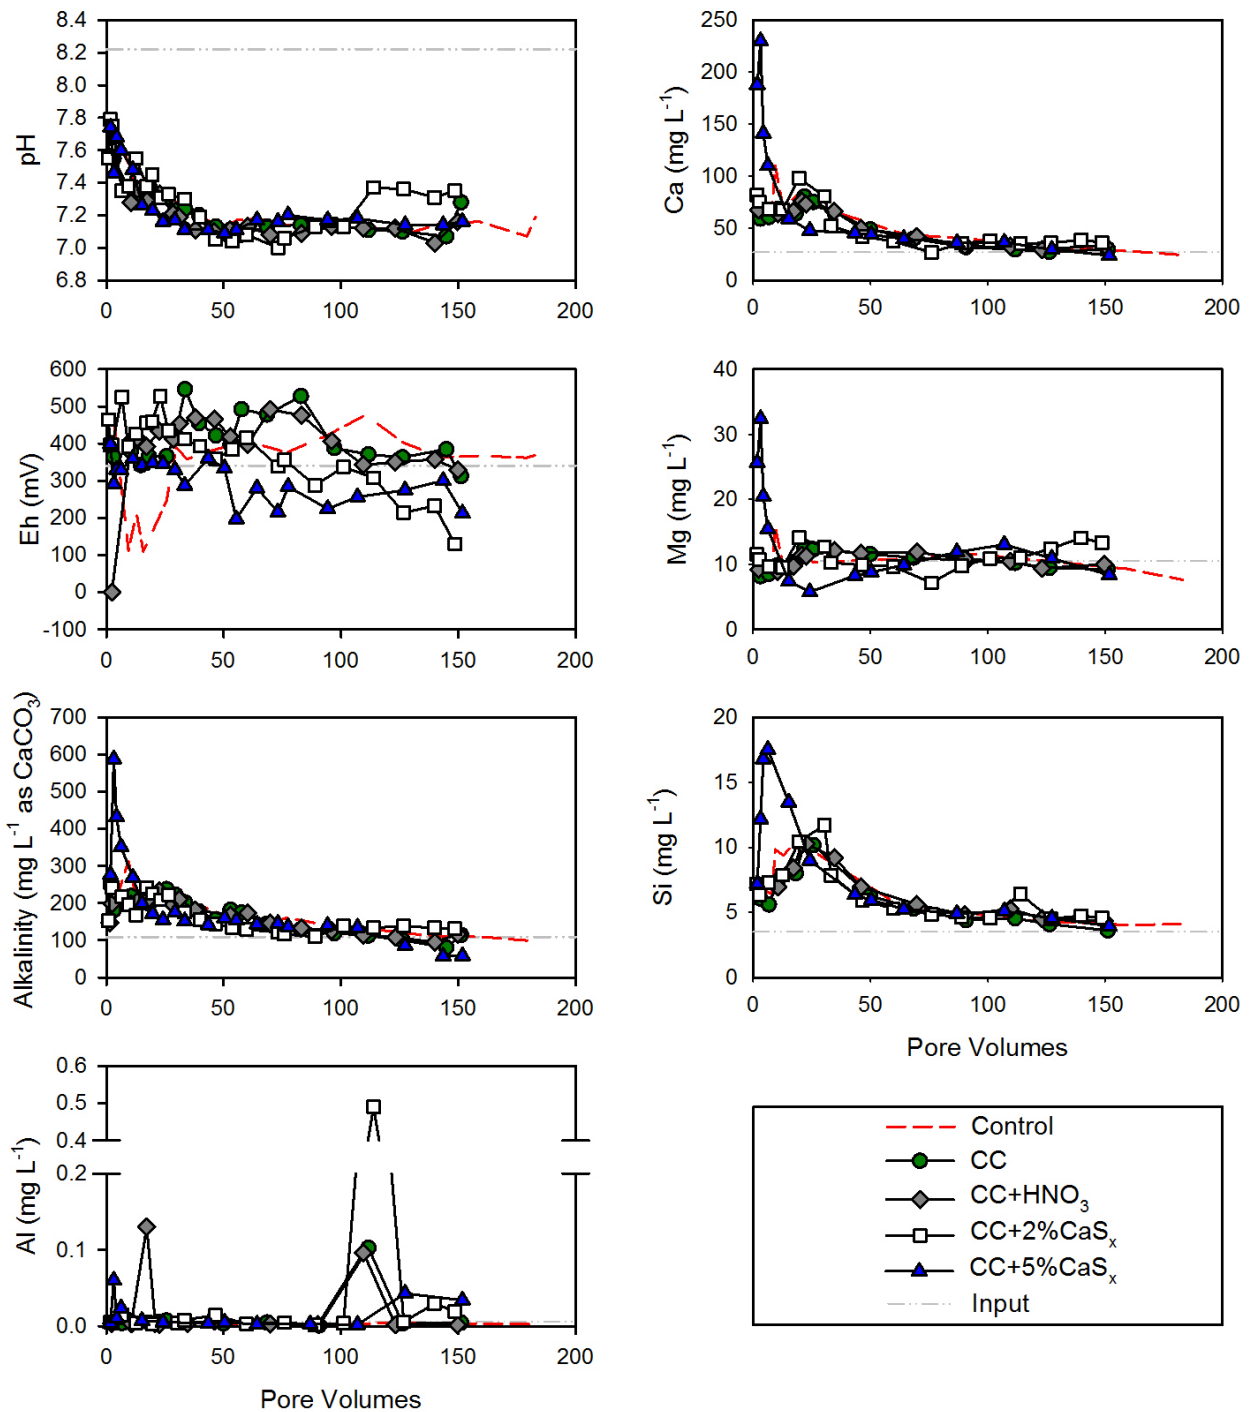 8.4
8.2
8.0
7.8
7.6
7.4
7.2
7.0
6.8
pH
0 50 100 150 200
250
200
150
100
50
0
Ca (mg L-1)
0 50 100 150 200
600
500
400
300
200
100
0
-100
Eh (mV)
0 50 100 150 200
40
30
20
10
0
Mg (mg L-1)
0 50 100 150 200
700
600
500
400
300
200
100
0
Alkalinity (mg L-1 as CaCO3)
0 50 100 150 200
20
15
10
5
0
Si (mg L-1)
0 50 100 150 200
Pore Volumes
0.6
0.5
0.4
0.2
0.1
0.0
Al (mg L-1)
0 50 100 150 200
Pore Volumes
Control
CC
CC+HNO3
CC+2%CaSx
CC+5%CaSx
Input